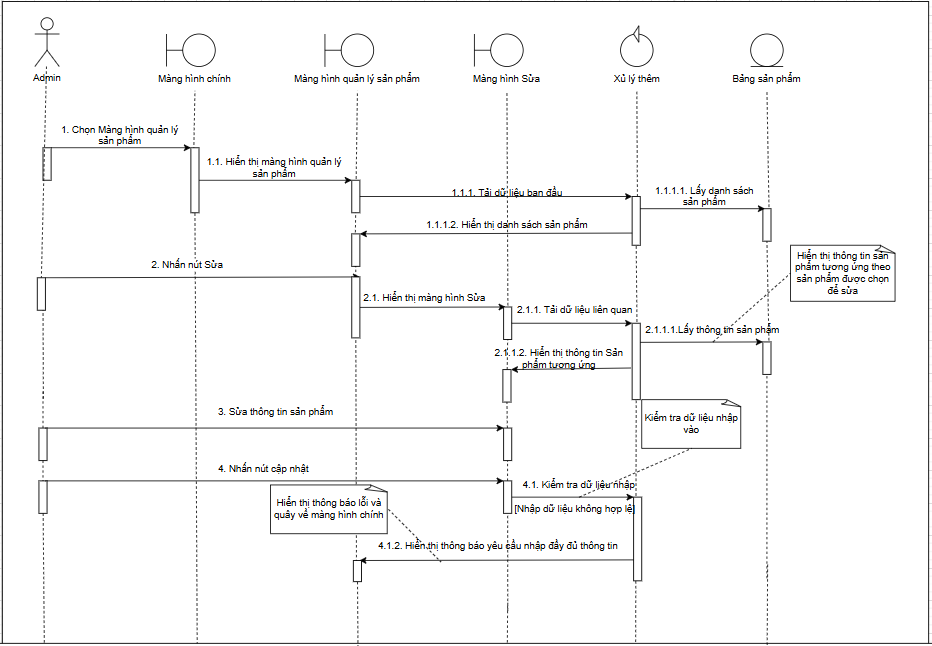 Admin
Màng hình chính
Màng hình quản lý sản phẩm
Màng hình Sửa
Xủ lý thêm
Bảng sản phẩm
1. Chọn Màng hình quản lý
sản phẩm
1.1. Hiển thị màng hình quản lý
sản phẩm
1.1.1. Tải dữ liệu ban đầu
1.1.1.1. Lấy danh sách
sản phẩm
1.1.1.2. Hiển thị danh sách sản phẩm
Hiển thị thông tin sản
phẩm tương ứng theo
sản phẩm được chọn
để sửa
2. Nhấn nút Sửa
2.1. Hiển thị màng hình Sửa
2.1.1. Tải dữ liệu liên quan
2.1.1.1.Lấy thông tin sản phẩm
2.1.1.2. Hiển thị thông tin Sản
phẩm tương ứng
3. Sửa thông tin sản phẩm
Kiểm tra dữ liệu nhập
vào
4. Nhấn nút cập nhật
4.1. Kiểm tra dữ liệu nhập
[Nhập dữ liệu không hợp lệ]
Hiển thị thông báo lỗi và
quây về màng hình chính
4.1.2. Hiển thị thông báo yêu cầu nhập đầy đủ thông tin